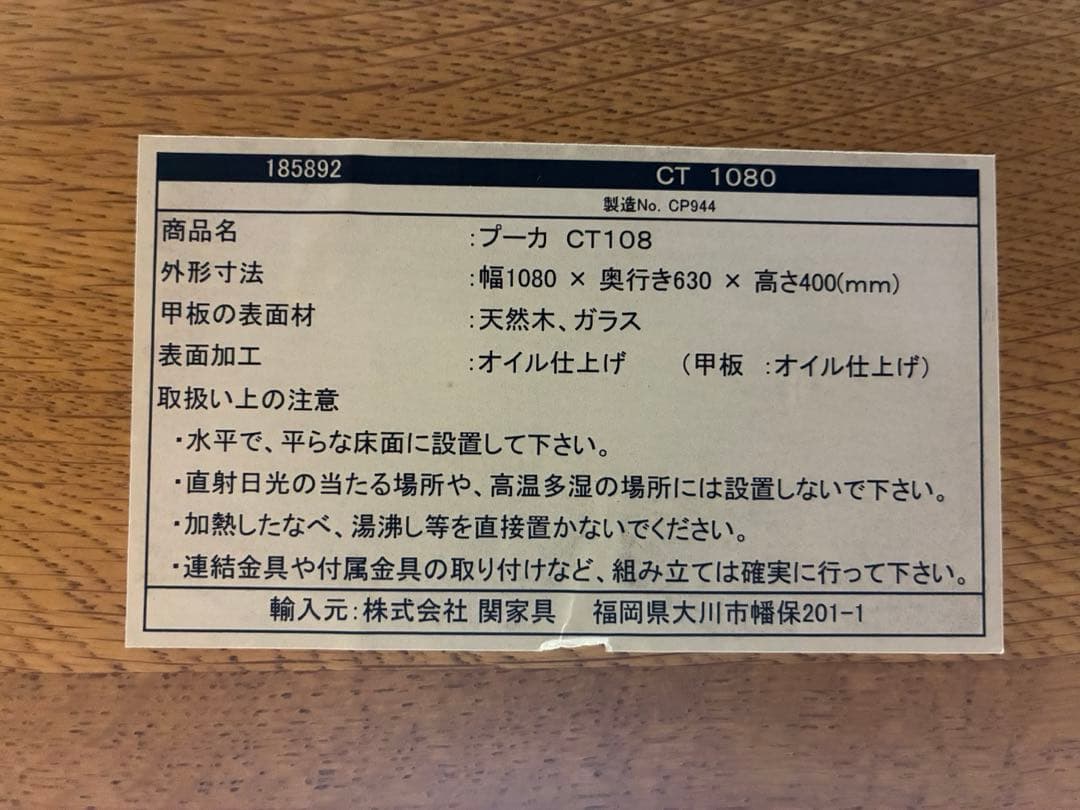 185892 CT 1080
製造No. CP944
商品名 :プーカ CT108
外形寸法 :幅1080 × 奥行き630 × 高さ400(mm)
甲板の表面材 :天然木、ガラス
表面加工 :オイル仕上げ (甲板 :オイル仕上げ)
取扱い上の注意
・水平で、平らな床面に設置して下さい。
・直射日光の当たる場所や、高温多湿の場所には設置しないで下さい。
・加熱したなべ、湯沸し等を直接置かないでください。
・連結金具や付属金具の取り付けなど、組み立ては確実に行って下さい。
輸入元:株式会社 関家具 福岡県大川市幡保201-1